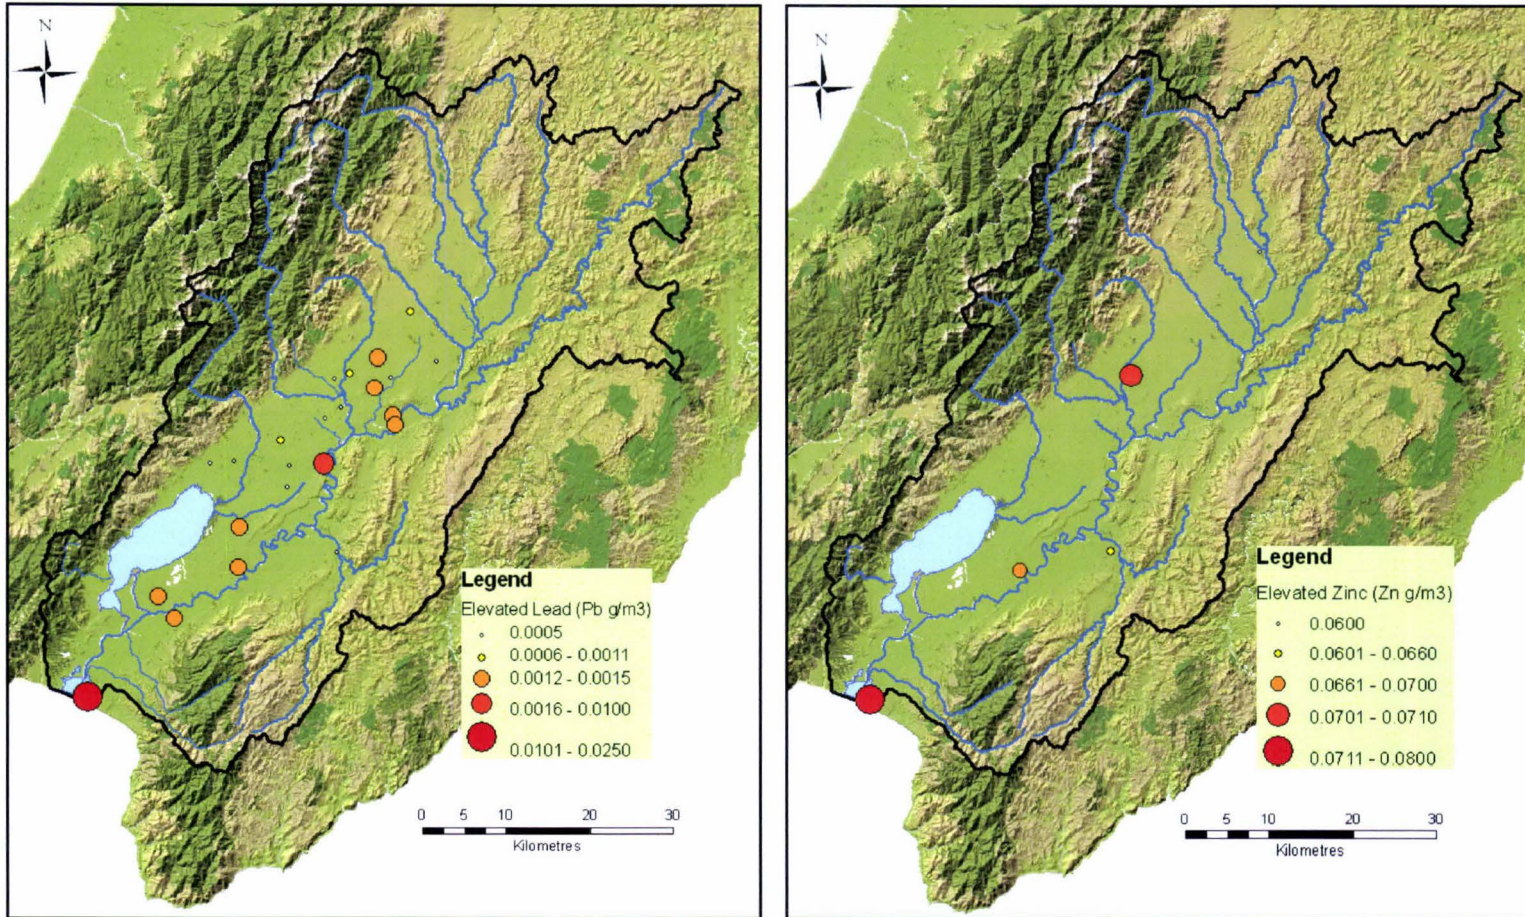 N
Legend
Elevated Lead (Pb g/m3)
0.0005
0.0006 - 0.0011
0.0012 - 0.0015
0.0016 - 0.0100
0.0101 - 0.0250
0 5 10 20 30
Kilometres
N
Legend
Elevated Zinc (Zn g/m3)
0.0600
0.0601 - 0.0660
0.0661 - 0.0700
0.0701 - 0.0710
0.0711 - 0.0800
0 5 10 20 30
Kilometres